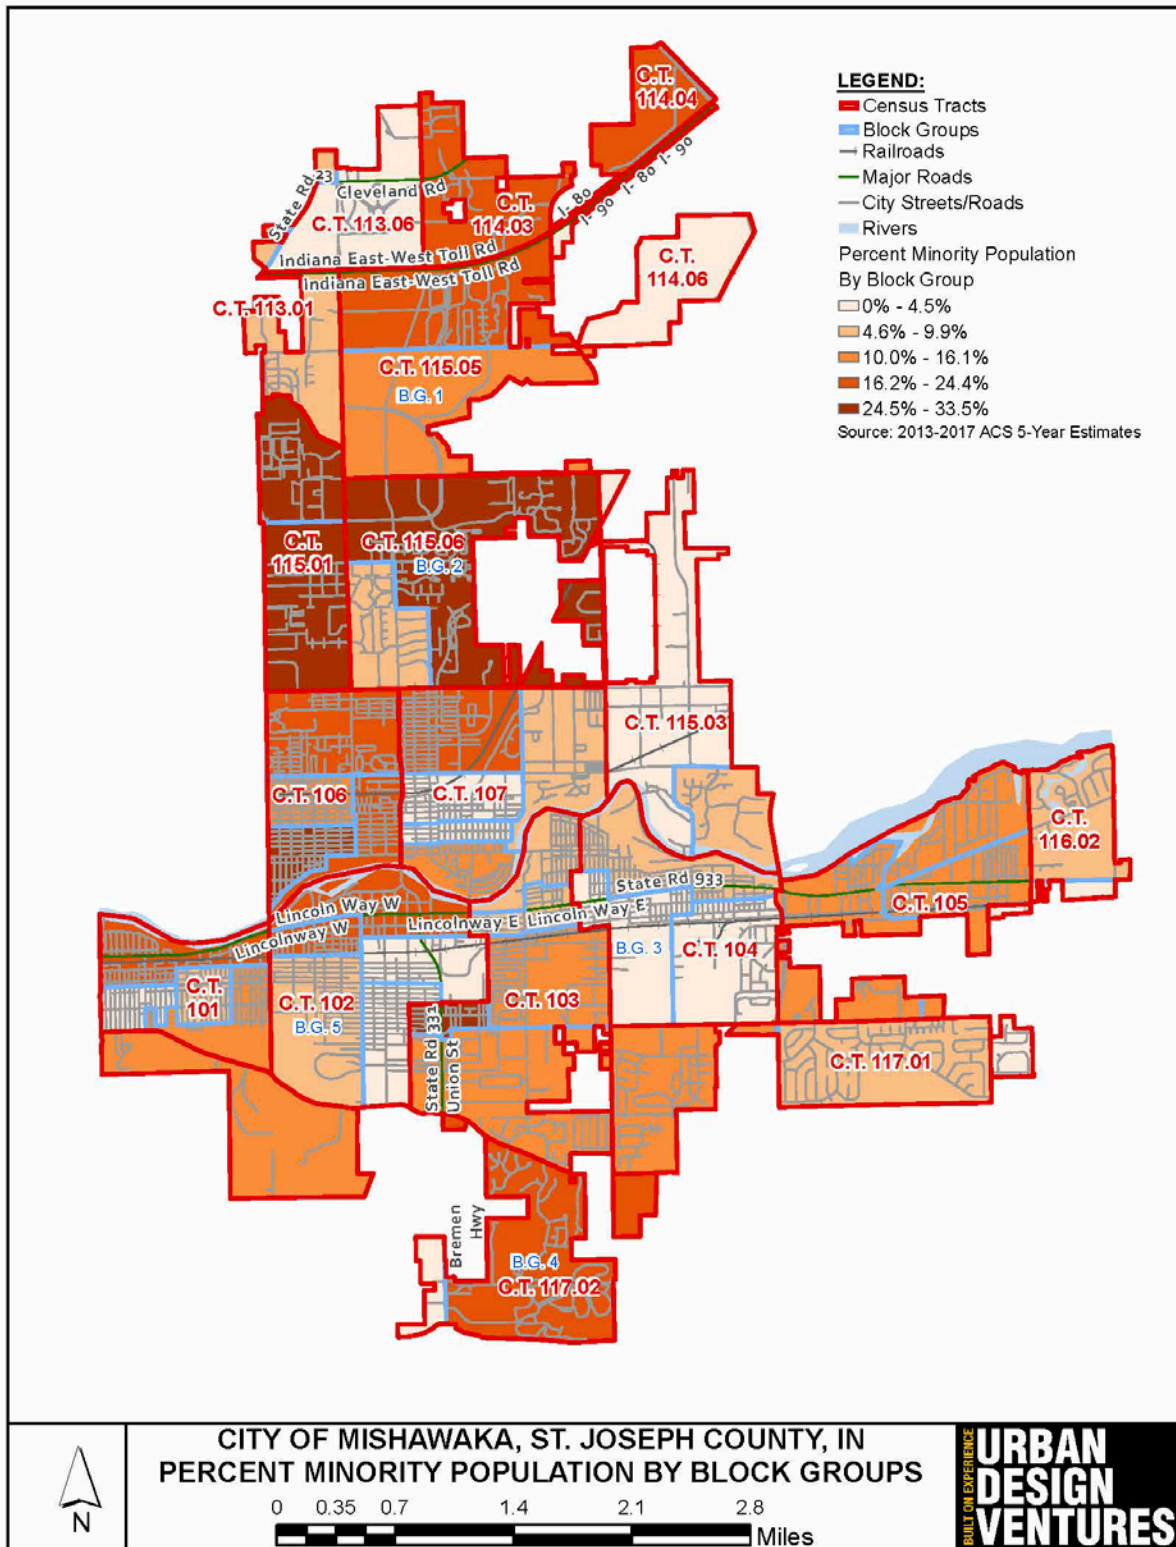 LEGEND:
Census Tracts
Block Groups
Railroads
Major Roads
City Streets/Roads
Rivers
Percent Minority Population
By Block Group
0% - 4.5%
4.6% - 9.9%
10.0% - 16.1%
16.2% - 24.4%
24.5% - 33.5%
Source: 2013-2017 ACS 5-Year Estimates
C.T.
114.04
State Rd 23
Cleveland Rd
C.T. 113.06
C.T.
114.03
I- 80
I- 90
I- 80
I- 90
Indiana East-West Toll Rd
Indiana East-West Toll Rd
C.T.
114.06
C.T. 113.01
C.T. 115.05
B.G. 1
C.T.
115.01
C.T. 115.06
B.G. 2
C.T. 115.03
C.T. 106
C.T. 107
C.T.
116.02
State Rd 933
Lincoln Way W
Lincolnway W
Lincolnway E
Lincoln Way E
C.T. 105
C.T.
101
C.T. 102
B.G. 5
C.T. 103
B.G. 3
C.T. 104
State Rd 331
Union St
C.T. 117.01
Bremen
Hwy
B.G. 4
C.T. 117.02
N
CITY OF MISHAWAKA, ST. JOSEPH COUNTY, IN
PERCENT MINORITY POPULATION BY BLOCK GROUPS
0 0.35 0.7 1.4 2.1 2.8
Miles
BUILT ON EXPERIENCE
URBAN
DESIGN
VENTURES